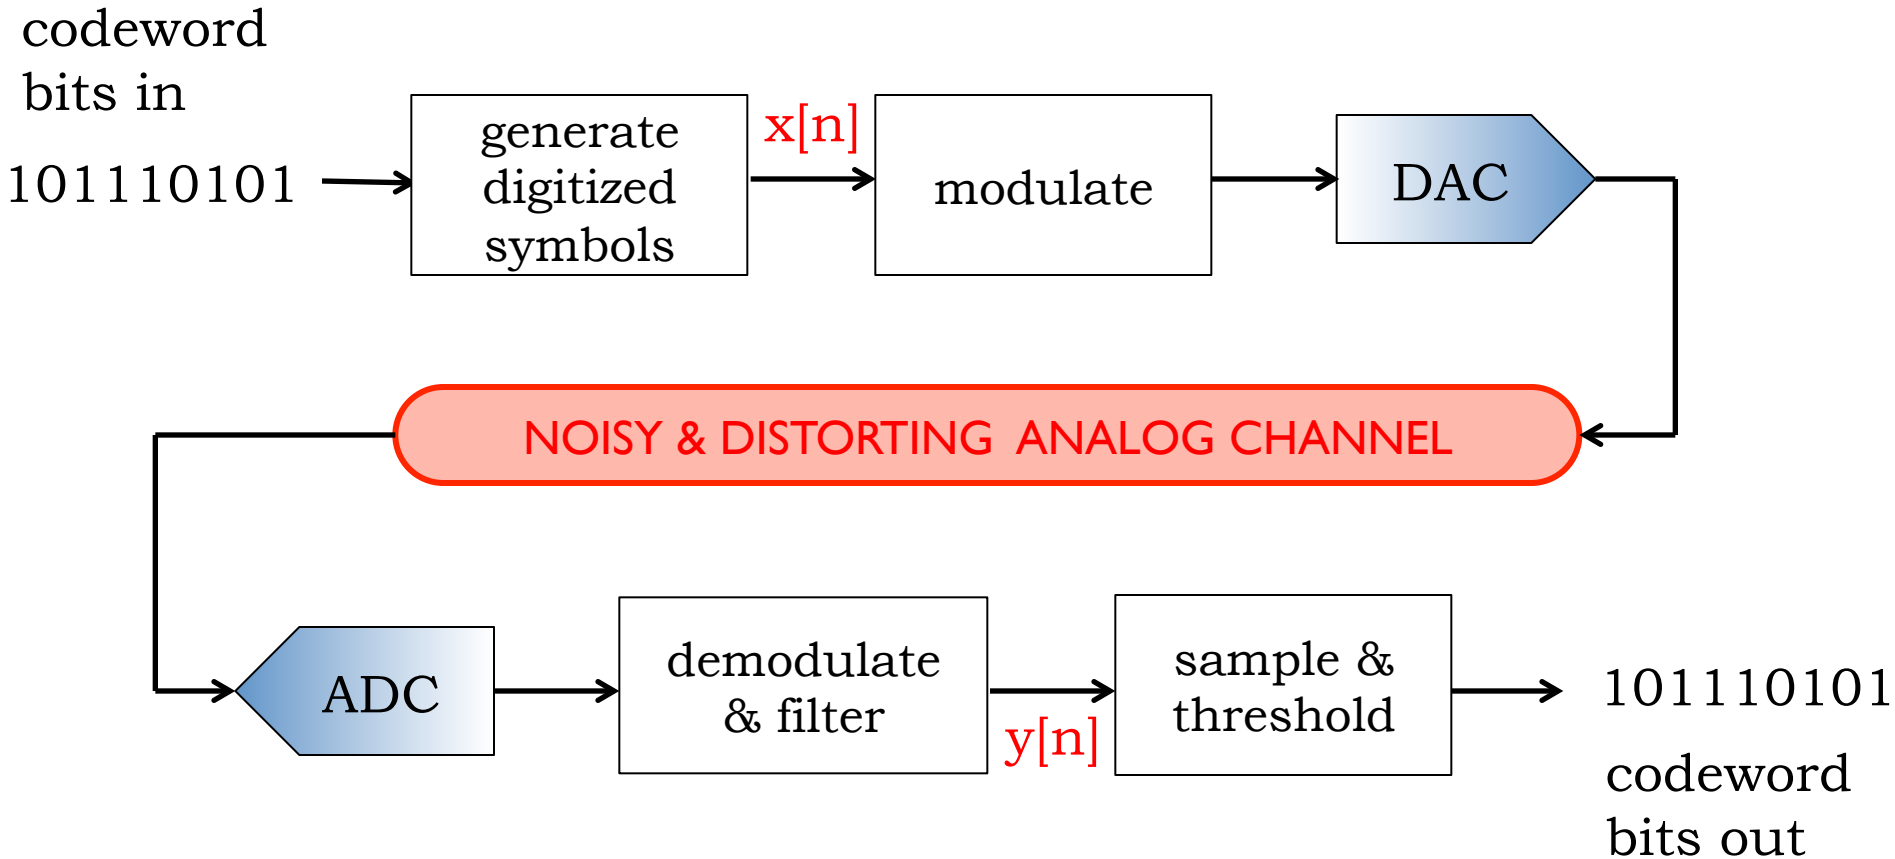 codeword
bits in
101110101
generate
digitized
symbols
x[n]
modulate
DAC
NOISY & DISTORTING ANALOG CHANNEL
ADC
demodulate
& filter
y[n]
sample &
threshold
101110101
codeword
bits out